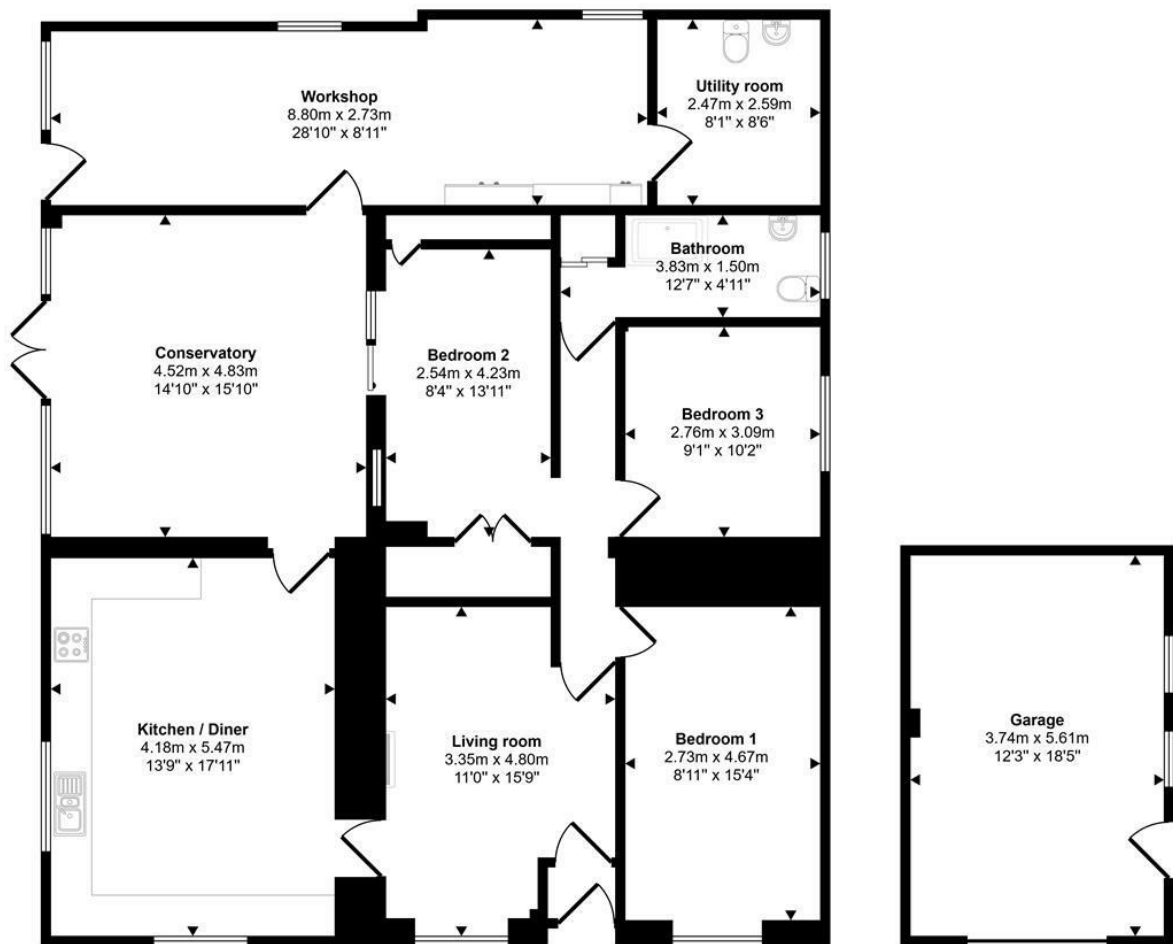 Workshop
8.80m x 2.73m
28'10" x 8'11"
Utility room
2.47m x 2.59m
8'1" x 8'6"
Bathroom
3.83m x 1.50m
12'7" x 4'11"
Conservatory
4.52m x 4.83m
14'10" x 15'10"
Bedroom 2
2.54m x 4.23m
8'4" x 13'11"
Bedroom 3
2.76m x 3.09m
9'1" x 10'2"
Kitchen / Diner
4.18m x 5.47m
13'9" x 17'11"
Living room
3.35m x 4.80m
11'0" x 15'9"
Bedroom 1
2.73m x 4.67m
8'11" x 15'4"
Garage
3.74m x 5.61m
12'3" x 18'5"